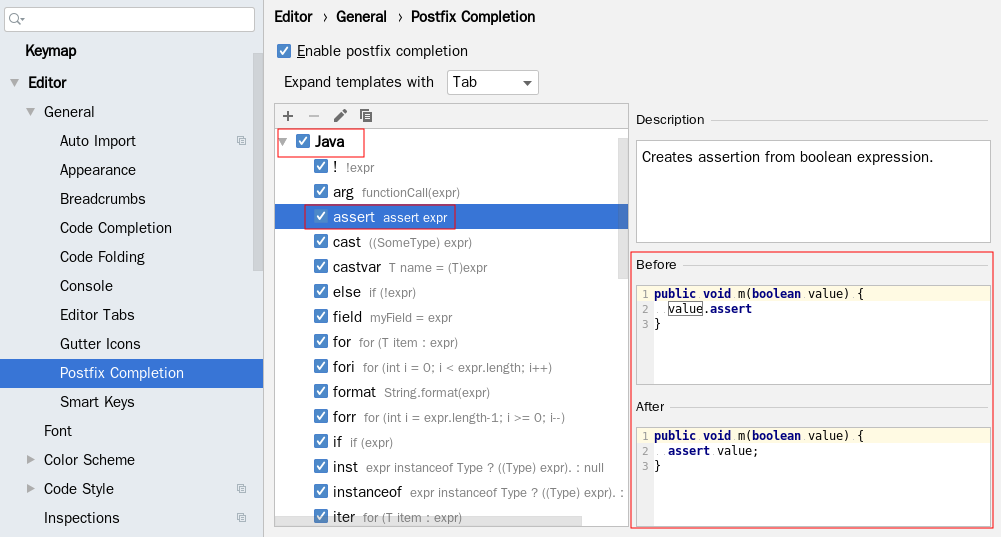 Keymap
Editor
General
Auto Import
Appearance
Breadcrumbs
Code Completion
Code Folding
Console
Editor Tabs
Gutter Icons
Postfix Completion
Smart Keys
Font
Color Scheme
Code Style
Inspections
Editor › General › Postfix Completion
Enable postfix completion
Expand templates with Tab
Java
! !expr
arg functionCall(expr)
assert assert expr
cast ((SomeType) expr)
castvar T name = (T)expr
else if (!expr)
field myField = expr
for for (T item : expr)
fori for (int i = 0; i < expr.length; i++)
format String.format(expr)
forr for (int i = expr.length-1; i >= 0; i--)
if if (expr)
inst expr instanceof Type ? ((Type) expr). : null
instanceof expr instanceof Type ? ((Type) expr). :
iter for (T item : expr)
Description
Creates assertion from boolean expression.
Before
1 public void m(boolean value) {
2 value.assert
3 }
After
1 public void m(boolean value) {
2 assert value;
3 }